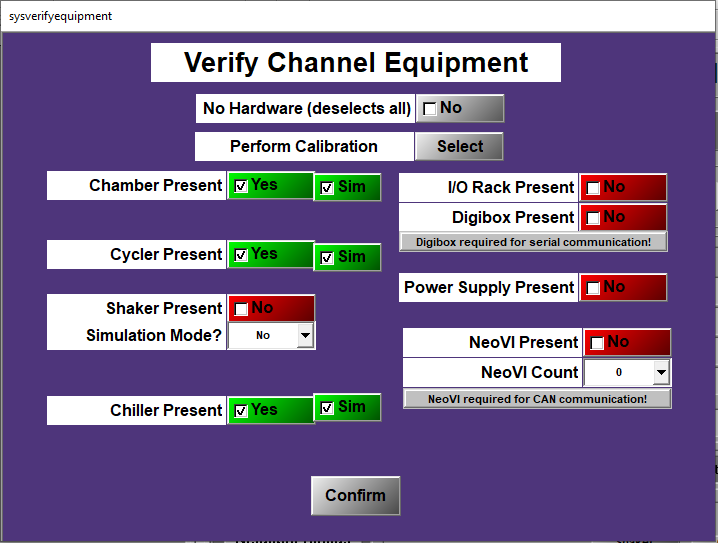 sysverifyequipment
Verify Channel Equipment
No Hardware (deselects all) No
Perform Calibration Select
Chamber Present Yes Sim
I/O Rack Present No
Digibox Present No
Digibox required for serial communication!
Cycler Present Yes Sim
Power Supply Present No
Shaker Present No
Simulation Mode? No
NeoVI Present No
NeoVI Count 0
NeoVI required for CAN communication!
Chiller Present Yes Sim
Confirm